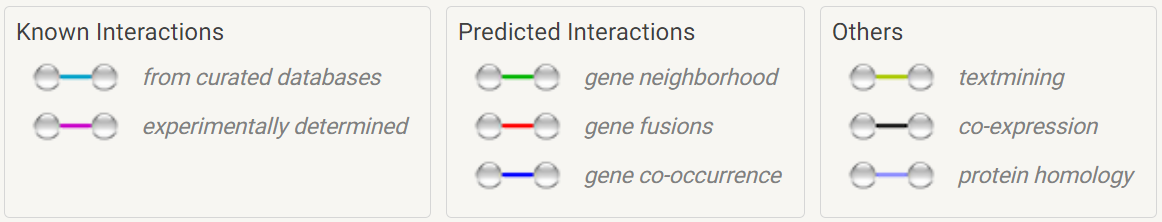 Known Interactions
from curated databases
experimentally determined
Predicted Interactions
gene neighborhood
gene fusions
gene co-occurrence
Others
textmining
co-expression
protein homology